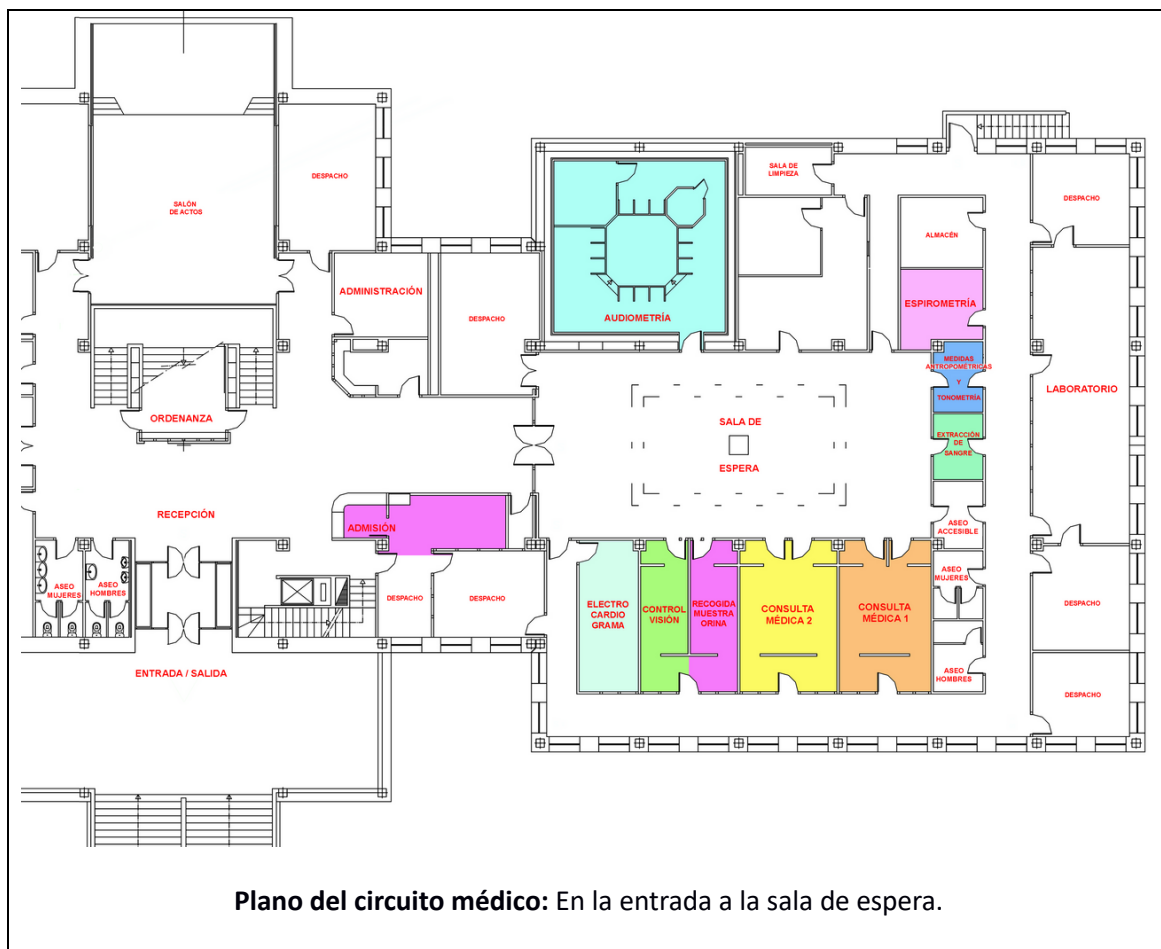 SALÓN
DE ACTOS
DESPACHO
ADMINISTRACIÓN
DESPACHO
ORDENANZA
RECEPCIÓN
ADMISIÓN
ASEO
MUJERES
ASEO
HOMBRES
DESPACHO
DESPACHO
ENTRADA / SALIDA
AUDIOMETRÍA
SALA DE
LIMPIEZA
ALMACÉN
ESPIROMETRÍA
DESPACHO
MEDIDAS
ANTROPOMÉTRICAS
Y
TONOMETRÍA
LABORATORIO
SALA DE
ESPERA
EXTRACCIÓN
DE
SANGRE
ASEO
ACCESIBLE
ASEO
MUJERES
ASEO
HOMBRES
ELECTRO
CARDIO
GRAMA
CONTROL
VISIÓN
RECOGIDA
MUESTRA
ORINA
CONSULTA
MÉDICA 2
CONSULTA
MÉDICA 1
DESPACHO
DESPACHO
Plano del circuito médico: En la entrada a la sala de espera.